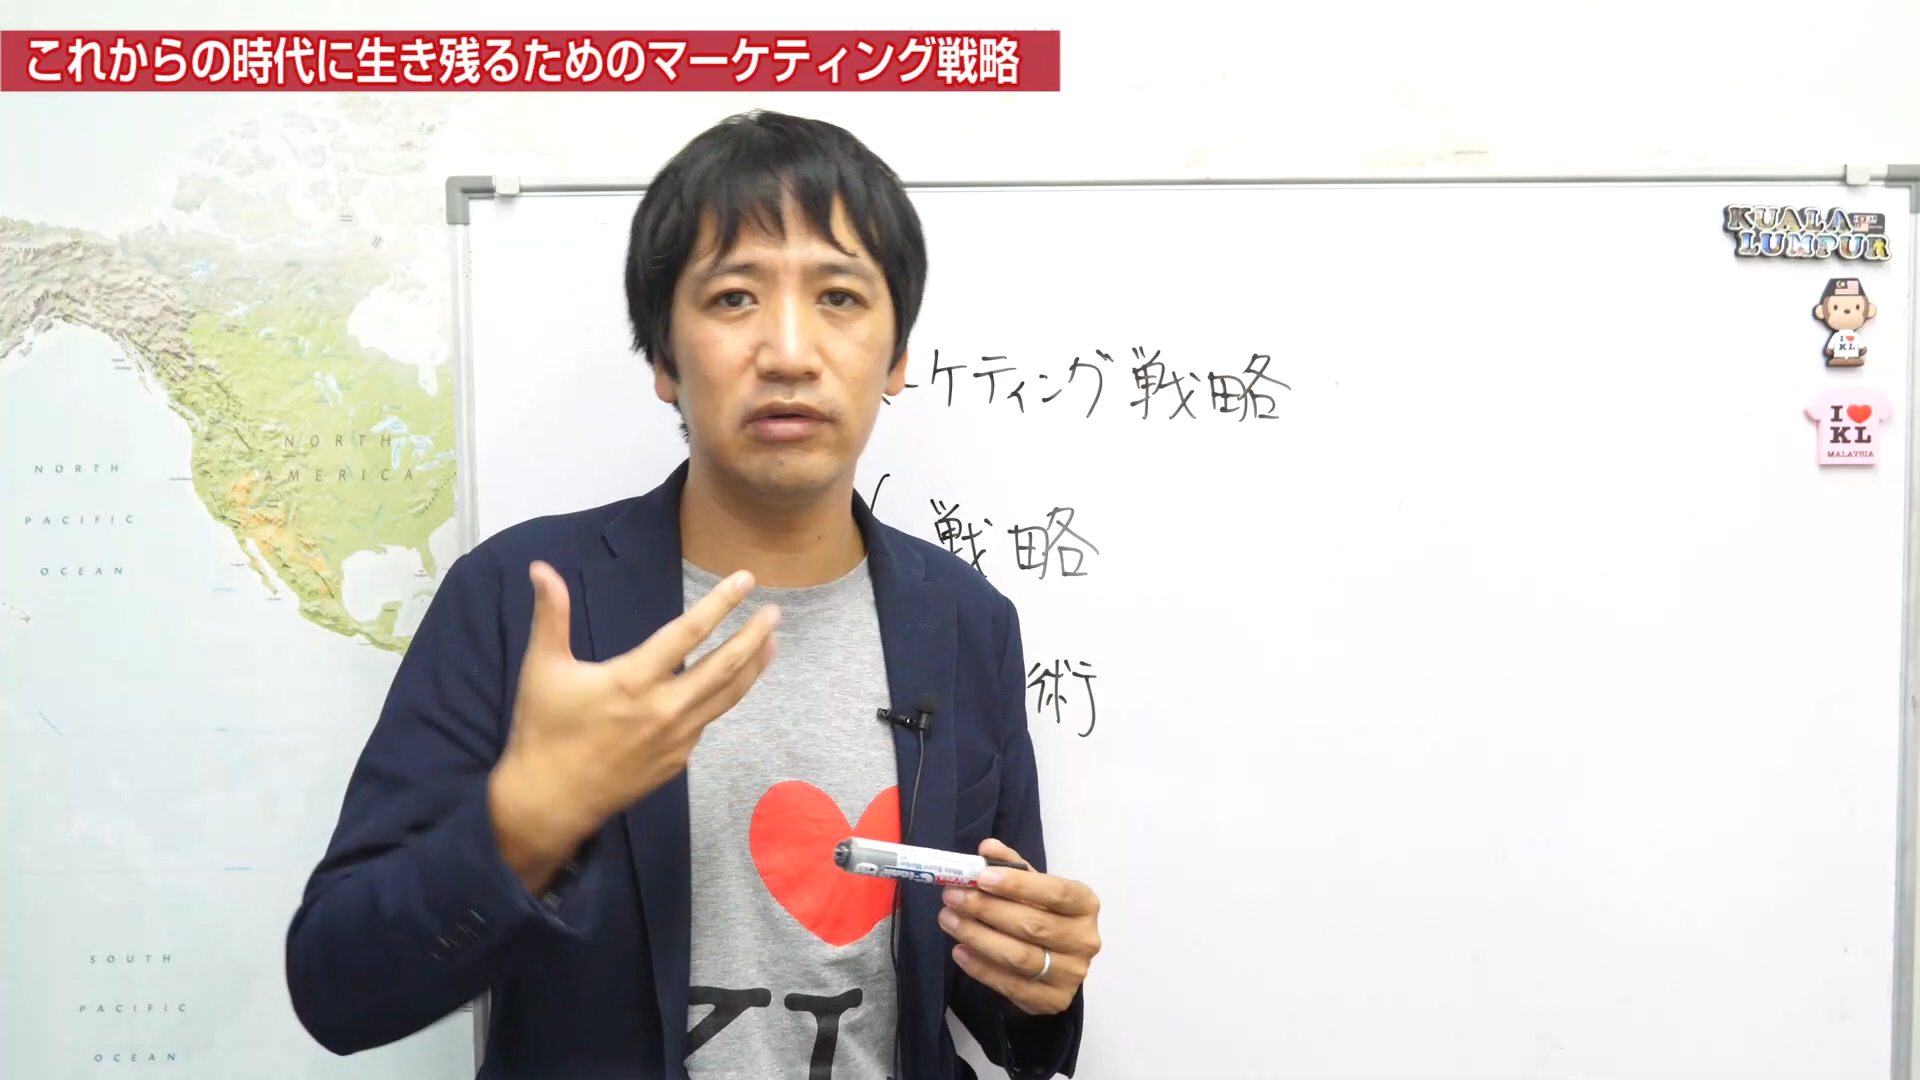 これからの時代に生き残るためのマーケティング戦略
KUALA
LUMPUR
I ❤ KL
I ❤
KL
MALAYSIA
ーケティング戦略
戦略
術
NORTH
AMERICA
NORTH
PACIFIC
OCEAN
SOUTH
PACIFIC
OCEAN
KL